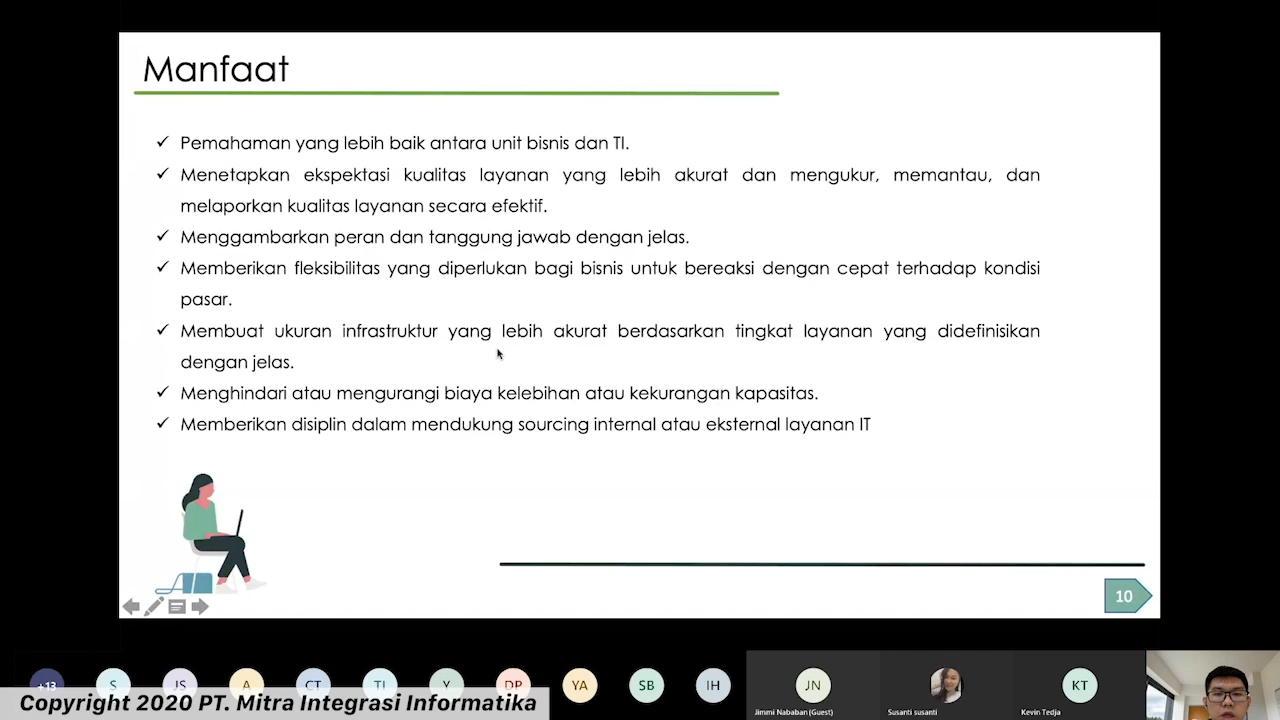 Manfaat
✓ Pemahaman yang lebih baik antara unit bisnis dan TI.
✓ Menetapkan ekspektasi kualitas layanan yang lebih akurat dan mengukur, memantau, dan
melaporkan kualitas layanan secara efektif.
✓ Menggambarkan peran dan tanggung jawab dengan jelas.
✓ Memberikan fleksibilitas yang diperlukan bagi bisnis untuk bereaksi dengan cepat terhadap kondisi
pasar.
✓ Membuat ukuran infrastruktur yang lebih akurat berdasarkan tingkat layanan yang didefinisikan
dengan jelas.
✓ Menghindari atau mengurangi biaya kelebihan atau kekurangan kapasitas.
✓ Memberikan disiplin dalam mendukung sourcing internal atau eksternal layanan IT
10
+13 S JS A CT TI Y DP YA SB IH JN KT
Jimmi Nababan (Guest) Susanti susanti Kevin Tedja
Copyright 2020 PT. Mitra Integrasi Informatika